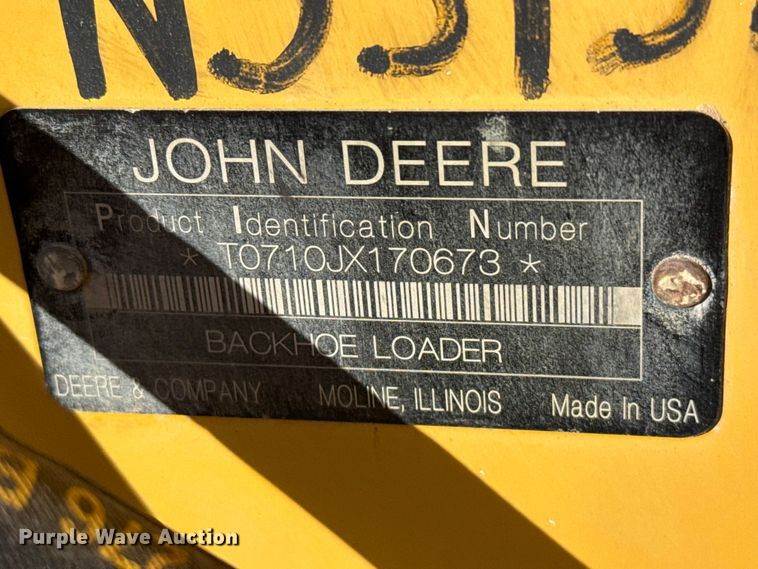 JOHN DEERE
Product Identification Number
* T0710JX170673 *
BACKHOE LOADER
DEERE & COMPANY MOLINE, ILLINOIS Made In USA
Purple Wave Auction®